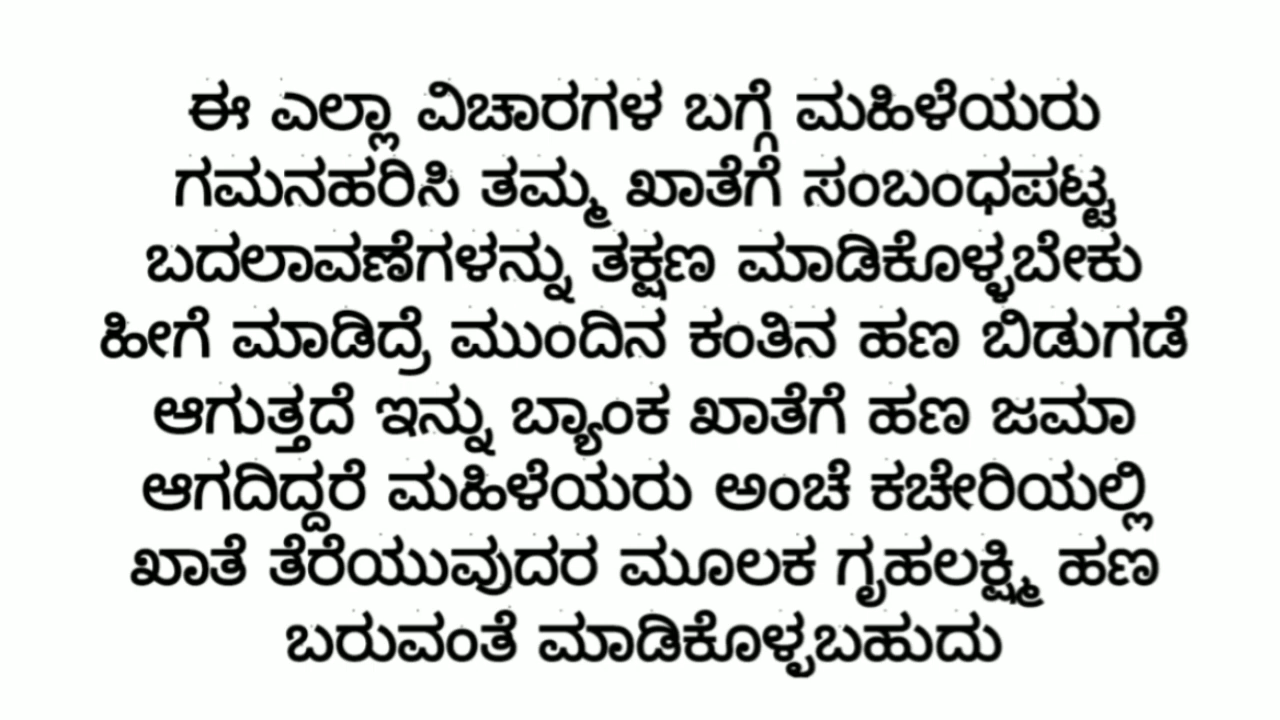 ಈ ಎಲ್ಲಾ ವಿಚಾರಗಳ ಬಗ್ಗೆ ಮಹಿಳೆಯರು
ಗಮನಹರಿಸಿ ತಮ್ಮ ಖಾತೆಗೆ ಸಂಬಂಧಪಟ್ಟ
ಬದಲಾವಣೆಗಳನ್ನು ತಕ್ಷಣ ಮಾಡಿಕೊಳ್ಳಬೇಕು
ಹೀಗೆ ಮಾಡಿದ್ರೆ ಮುಂದಿನ ಕಂತಿನ ಹಣ ಬಿಡುಗಡೆ
ಆಗುತ್ತದೆ ಇನ್ನು ಬ್ಯಾಂಕ ಖಾತೆಗೆ ಹಣ ಜಮಾ
ಆಗದಿದ್ದರೆ ಮಹಿಳೆಯರು ಅಂಚೆ ಕಚೇರಿಯಲ್ಲಿ
ಖಾತೆ ತೆರೆಯುವುದರ ಮೂಲಕ ಗೃಹಲಕ್ಷ್ಮಿ ಹಣ
ಬರುವಂತೆ ಮಾಡಿಕೊಳ್ಳಬಹುದು